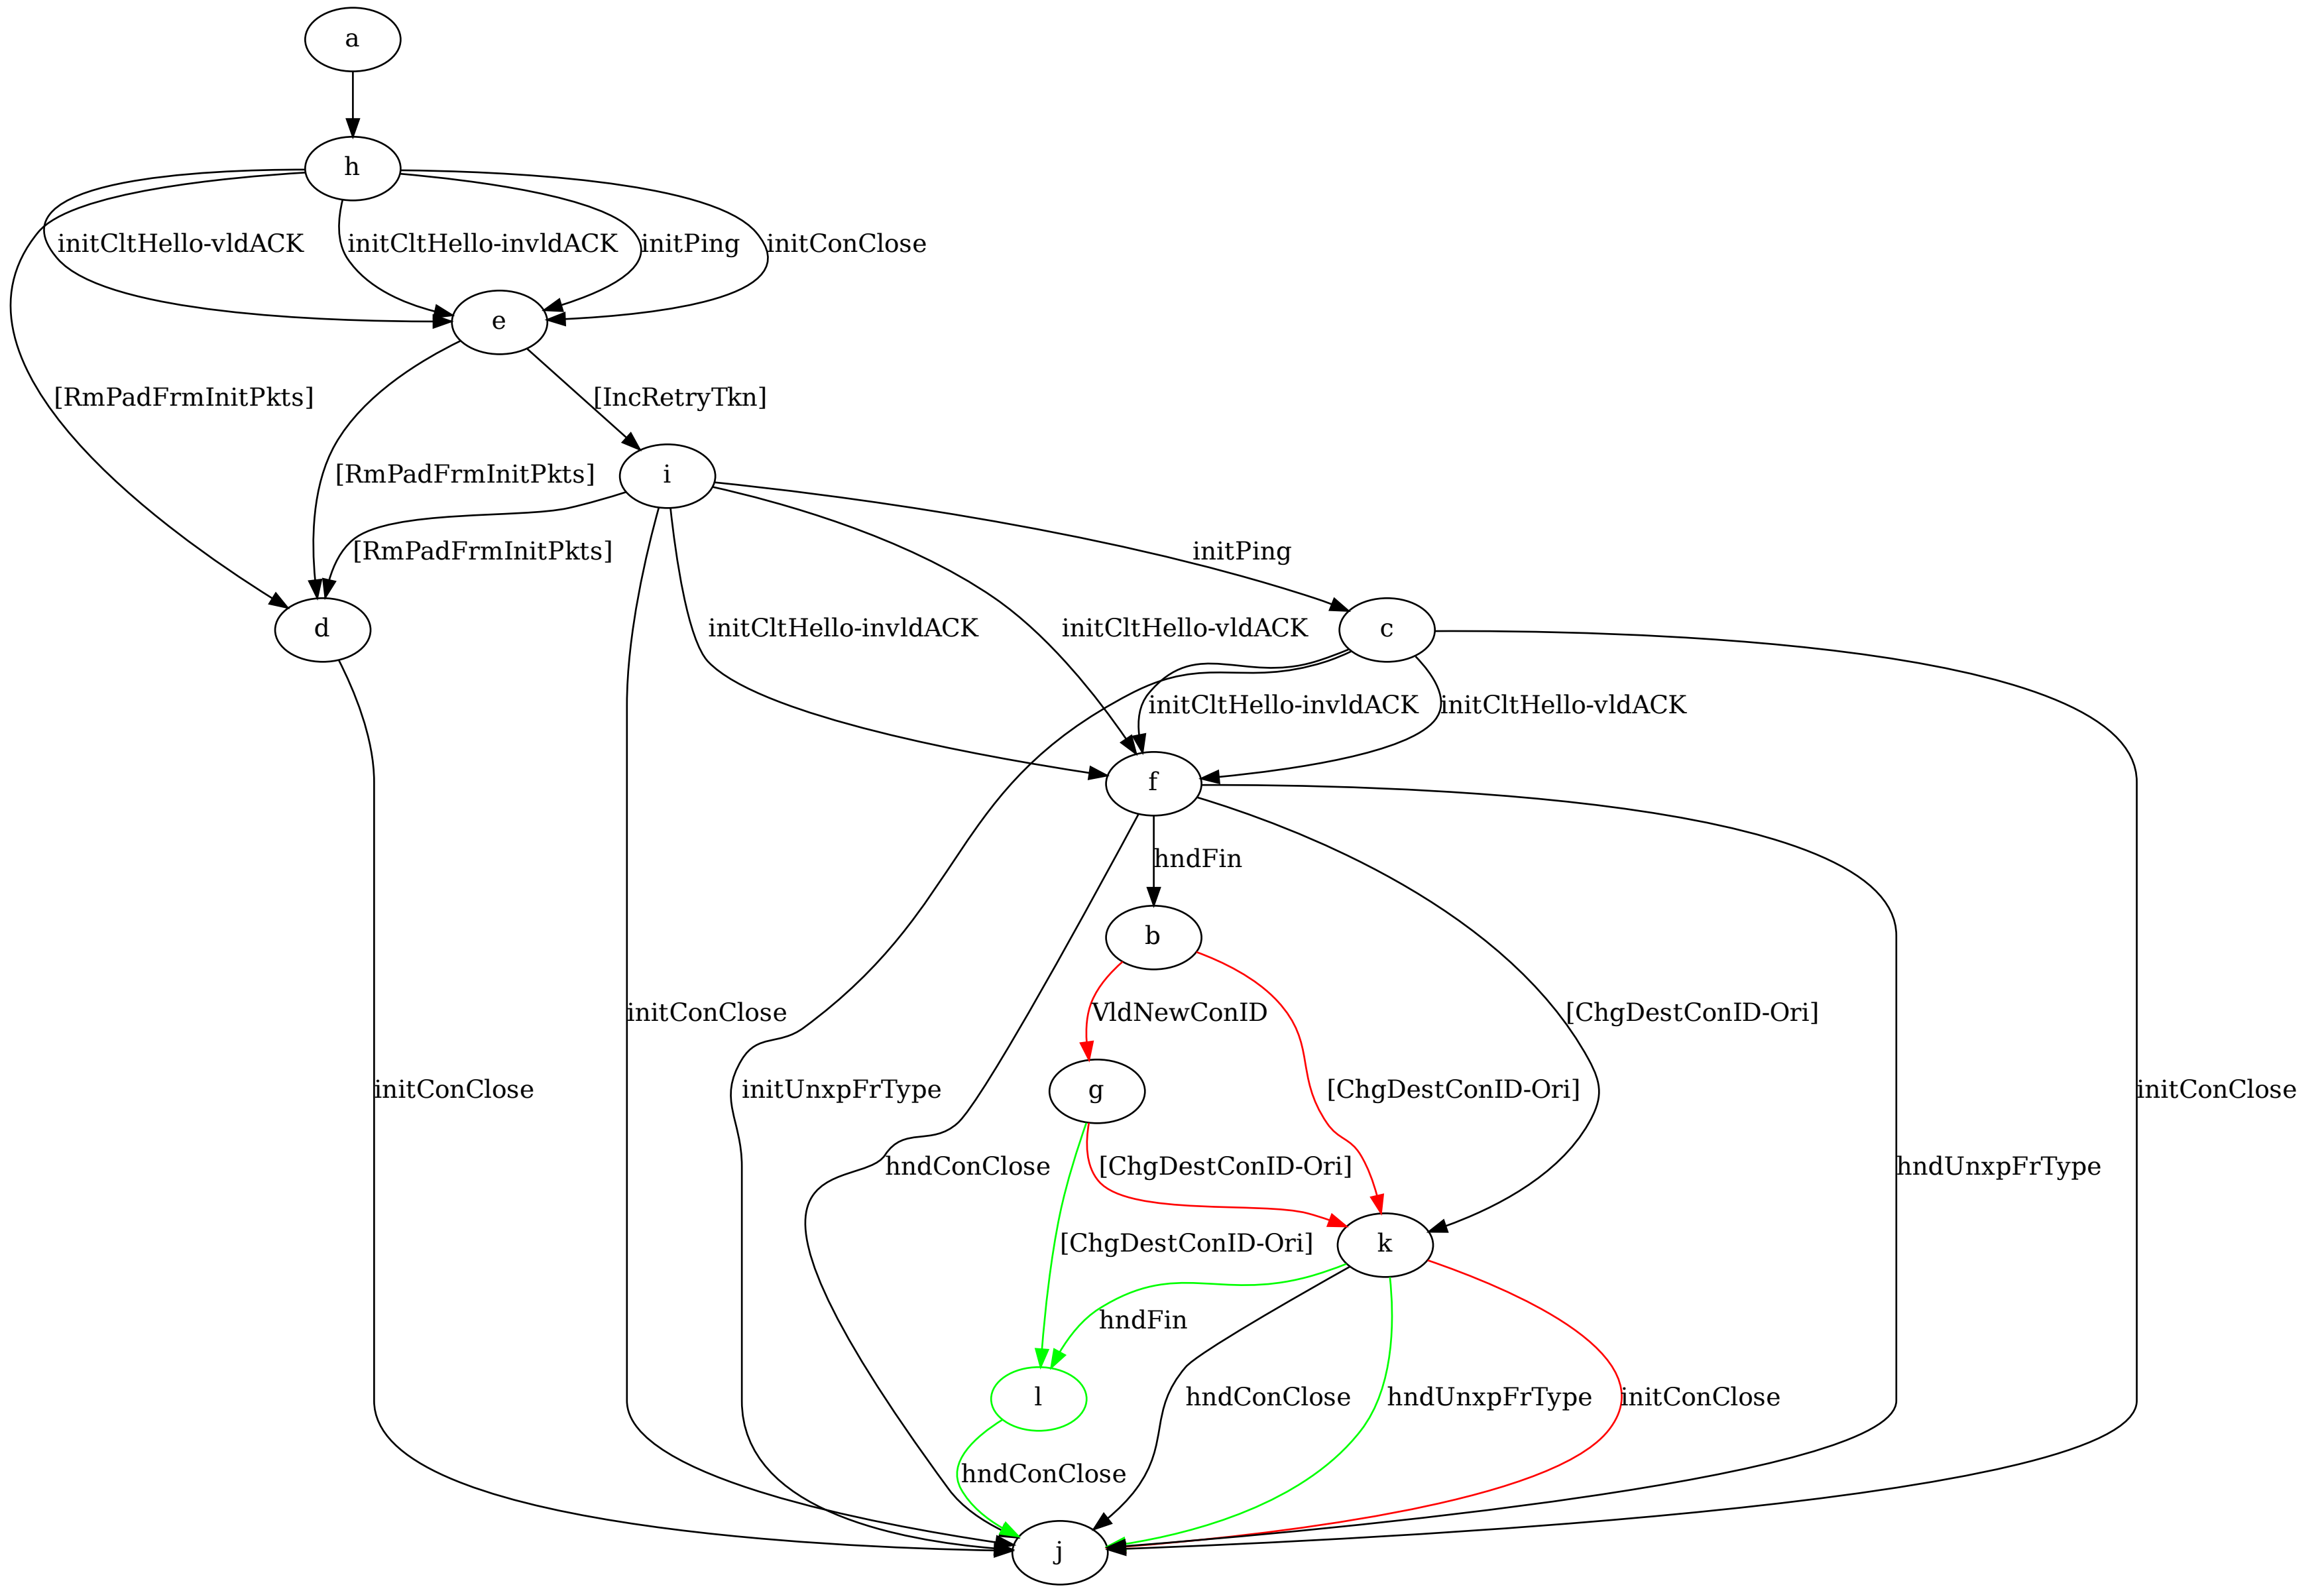 a
h
initCltHello-vldACK
initCltHello-invldACK
initPing
initConClose
e
[RmPadFrmInitPkts]
[IncRetryTkn]
[RmPadFrmInitPkts]
i
[RmPadFrmInitPkts]
initPing
d
initCltHello-invldACK
initCltHello-vldACK
c
initCltHello-invldACK
initCltHello-vldACK
f
hndFin
b
initConClose
VldNewConID
[ChgDestConID-Ori]
initConClose
initUnxpFrType
g
[ChgDestConID-Ori]
initConClose
hndConClose
[ChgDestConID-Ori]
hndUnxpFrType
[ChgDestConID-Ori]
k
hndFin
l
hndConClose
hndUnxpFrType
initConClose
hndConClose
j